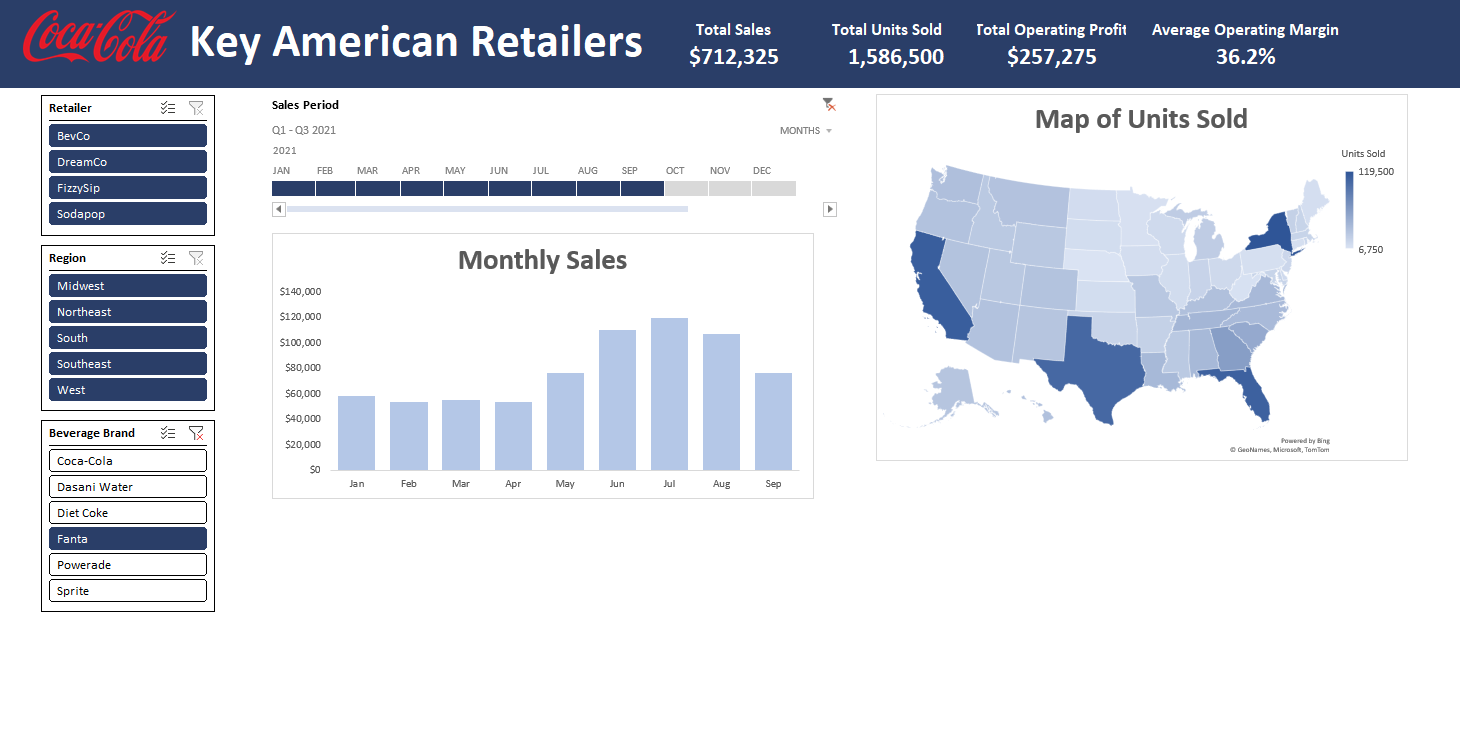 Coca-Cola
Key American Retailers
Total Sales
$712,325
Total Units Sold
1,586,500
Total Operating Profit
$257,275
Average Operating Margin
36.2%
Retailer
BevCo
DreamCo
FizzySip
Sodapop
Region
Midwest
Northeast
South
Southeast
West
Beverage Brand
Coca-Cola
Dasani Water
Diet Coke
Fanta
Powerade
Sprite
Sales Period
Q1 - Q3 2021
MONTHS
2021
JAN FEB MAR APR MAY JUN JUL AUG SEP OCT NOV DEC
Monthly Sales
$140,000
$120,000
$100,000
$80,000
$60,000
$40,000
$20,000
$0
Jan Feb Mar Apr May Jun Jul Aug Sep
Map of Units Sold
Units Sold
119,500
6,750
Powered by Bing
© GeoNames, Microsoft, TomTom